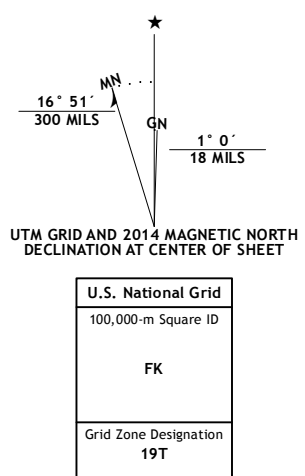 ★
MN
16° 51´
300 MILS
GN
1° 0´
18 MILS
UTM GRID AND 2014 MAGNETIC NORTH
DECLINATION AT CENTER OF SHEET
U.S. National Grid
100,000-m Square ID
FK
Grid Zone Designation
19T